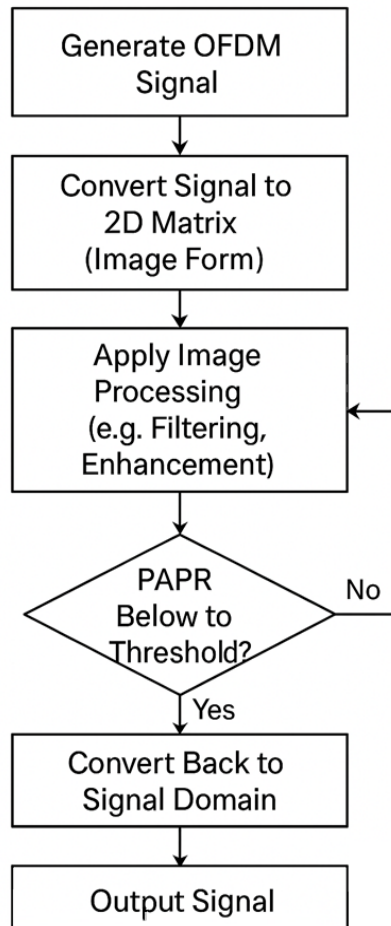 Generate OFDM
Signal
Convert Signal to
2D Matrix
(Image Form)
Apply Image
Processing
(e.g. Filtering,
Enhancement)
PAPR
Below to
Threshold?
No
Yes
Convert Back to
Signal Domain
Output Signal